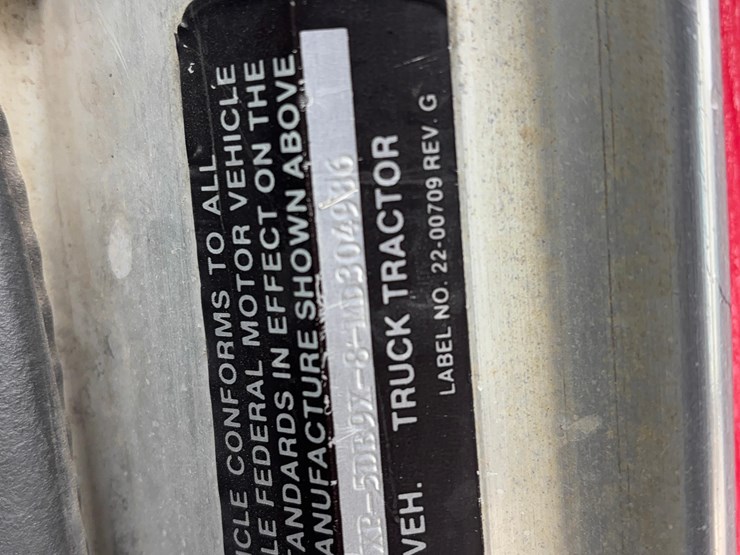 ICLE CONFORMS TO ALL
LE FEDERAL MOTOR VEHICLE
ANDARDS IN EFFECT ON THE
ANUFACTURE SHOWN ABOVE
VEH. TRUCK TRACTOR
LABEL NO. 22-00709 REV. G